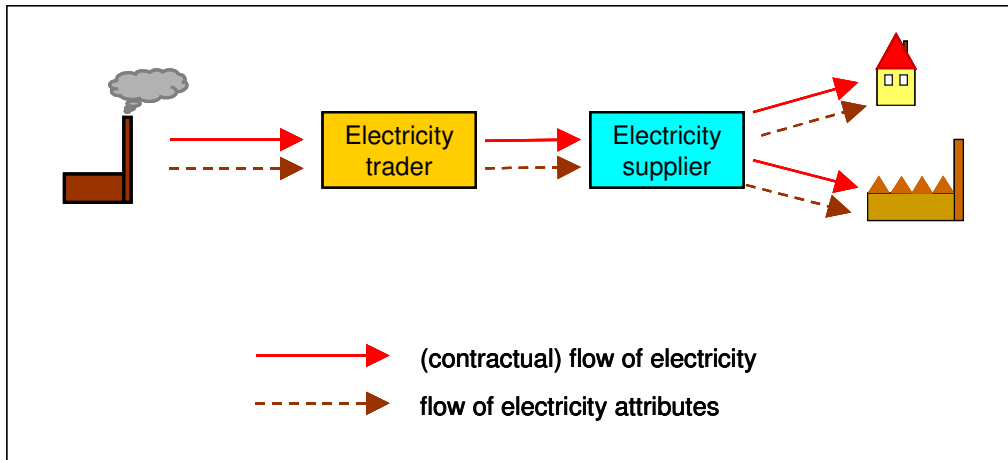 Electricity
trader
Electricity
supplier
(contractual) flow of electricity
flow of electricity attributes